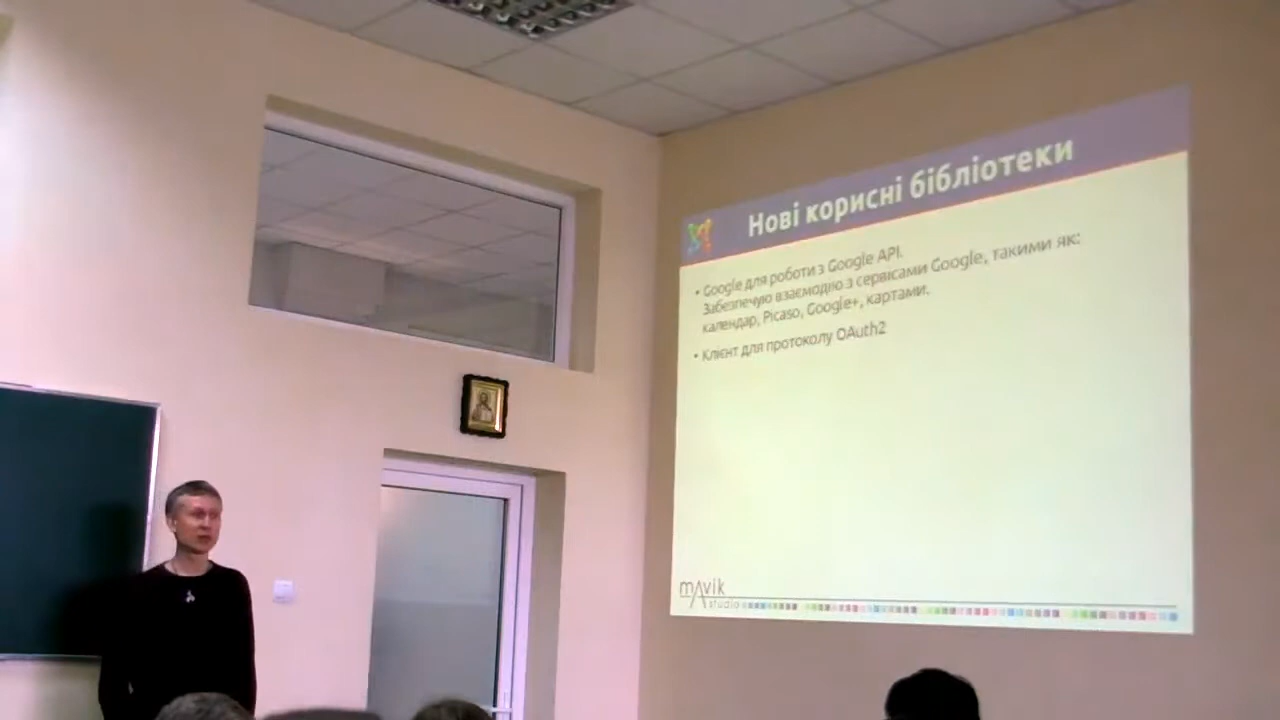 Нові корисні бібліотеки
• Google для роботи з Google API.
Забезпечую взаємодію з сервісами Google, такими як:
календар, Picaso, Google+, картами.
• Клієнт для протоколу OAuth2
mAvik
studio